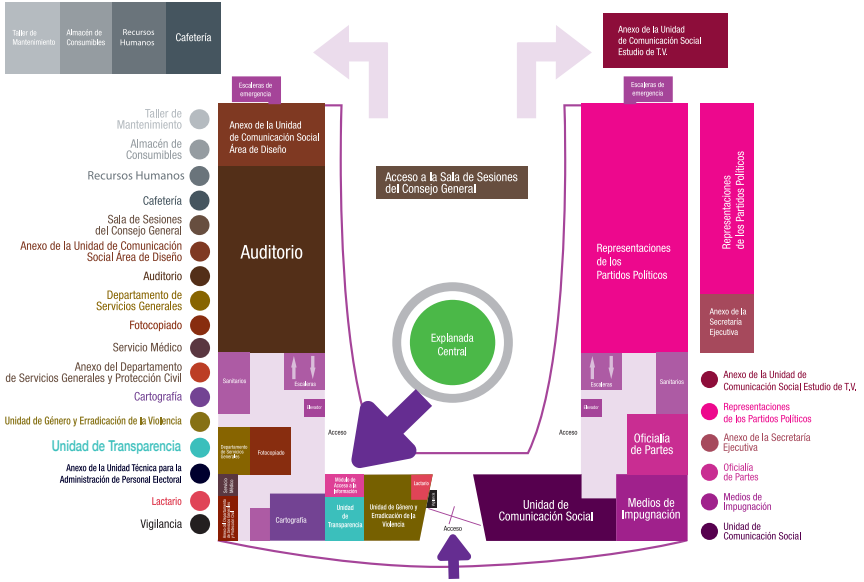 Taller de
Mantenimiento
Almacén de
Consumibles
Recursos
Humanos
Cafetería
Anexo de la Unidad
de Comunicación Social
Estudio de T.V.
Escaleras de
emergencia
Escaleras de
emergencia
Taller de
Mantenimiento
Almacén de
Consumibles
Recursos Humanos
Cafetería
Sala de Sesiones
del Consejo General
Anexo de la Unidad de Comunicación
Social Área de Diseño
Auditorio
Departamento de
Servicios Generales
Fotocopiado
Servicio Médico
Anexo del Departamento
de Servicios Generales y Protección Civil
Cartografía
Unidad de Género y Erradicación de la Violencia
Unidad de Transparencia
Anexo de la Unidad Técnica para la
Administración de Personal Electoral
Lactario
Vigilancia
Anexo de la Unidad
de Comunicación Social
Área de Diseño
Auditorio
Sanitarios
Escaleras
Elevador
Acceso
Departamento
de Servicios
Generales
Fotocopiado
Servicio
Médico
Cartografía
Módulo de
Acceso a la
Información
Unidad
de
Transparencia
Unidad de Género y
Erradicación de la
Violencia
Lactario
Acceso
Acceso a la Sala de Sesiones
del Consejo General
Explanada
Central
Representaciones
de los
Partidos Políticos
Representaciones
de los Partidos Políticos
Anexo de la
Secretaría
Ejecutiva
Escaleras
Sanitarios
Elevador
Acceso
Oficialía
de Partes
Unidad de
Comunicación Social
Medios de
Impugnación
Anexo de la Unidad de
Comunicación Social Estudio de T.V.
Representaciones
de los Partidos Políticos
Anexo de la Secretaría
Ejecutiva
Oficialía
de Partes
Medios de
Impugnación
Unidad de
Comunicación Social